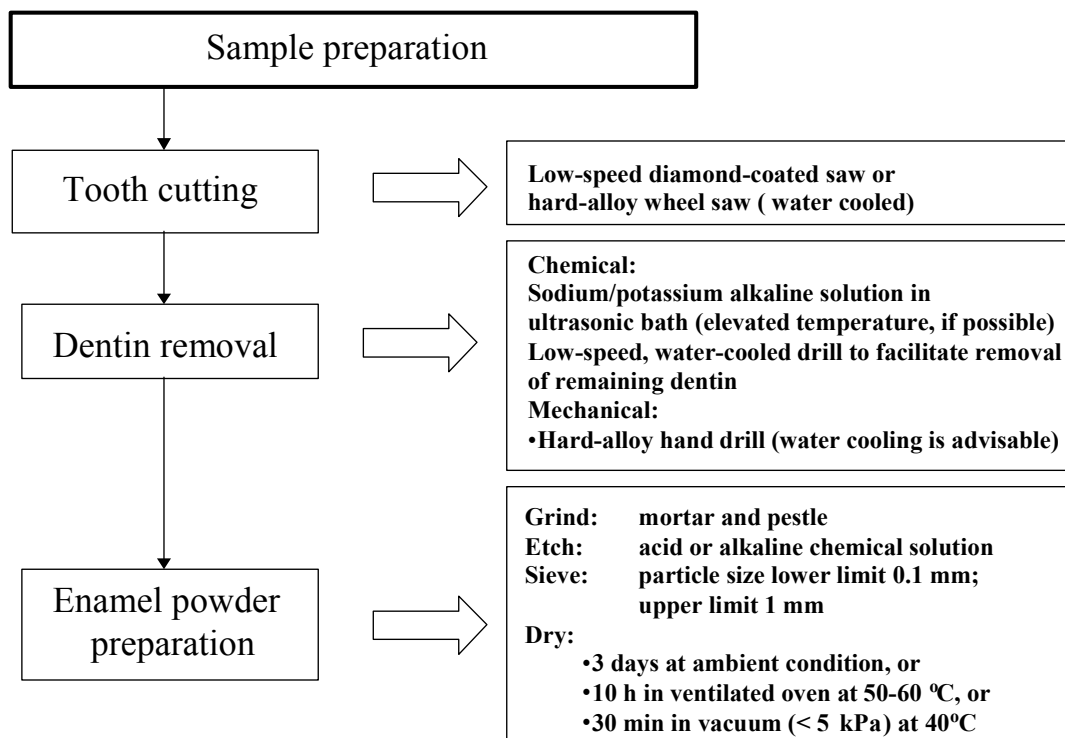 Sample preparation
Tooth cutting
Low-speed diamond-coated saw or
hard-alloy wheel saw ( water cooled)
Dentin removal
Chemical:
Sodium/potassium alkaline solution in
ultrasonic bath (elevated temperature, if possible)
Low-speed, water-cooled drill to facilitate removal
of remaining dentin
Mechanical:
•Hard-alloy hand drill (water cooling is advisable)
Enamel powder
preparation
Grind: mortar and pestle
Etch: acid or alkaline chemical solution
Sieve: particle size lower limit 0.1 mm;
upper limit 1 mm
Dry:
•3 days at ambient condition, or
•10 h in ventilated oven at 50-60 ºC, or
•30 min in vacuum (< 5 kPa) at 40ºC